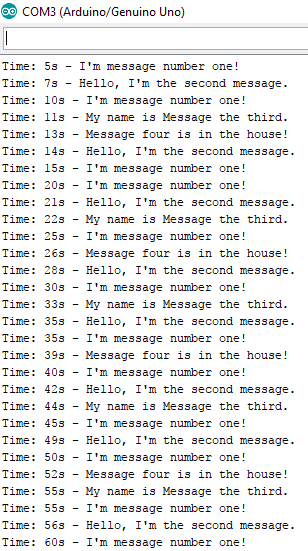 COM3 (Arduino/Genuino Uno)
Time: 5s - I'm message number one!
Time: 7s - Hello, I'm the second message.
Time: 10s - I'm message number one!
Time: 11s - My name is Message the third.
Time: 13s - Message four is in the house!
Time: 14s - Hello, I'm the second message.
Time: 15s - I'm message number one!
Time: 20s - I'm message number one!
Time: 21s - Hello, I'm the second message.
Time: 22s - My name is Message the third.
Time: 25s - I'm message number one!
Time: 26s - Message four is in the house!
Time: 28s - Hello, I'm the second message.
Time: 30s - I'm message number one!
Time: 33s - My name is Message the third.
Time: 35s - Hello, I'm the second message.
Time: 35s - I'm message number one!
Time: 39s - Message four is in the house!
Time: 40s - I'm message number one!
Time: 42s - Hello, I'm the second message.
Time: 44s - My name is Message the third.
Time: 45s - I'm message number one!
Time: 49s - Hello, I'm the second message.
Time: 50s - I'm message number one!
Time: 52s - Message four is in the house!
Time: 55s - My name is Message the third.
Time: 55s - I'm message number one!
Time: 56s - Hello, I'm the second message.
Time: 60s - I'm message number one!